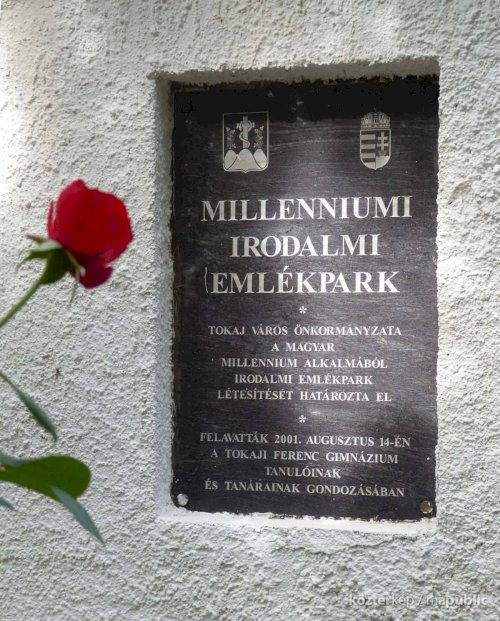 MILLENNIUMI
IRODALMI
EMLÉKPARK
*
TOKAJ VÁROS ÖNKORMÁNYZATA
A MAGYAR
MILLENNIUM ALKALMÁBÓL
IRODALMI EMLÉKPARK
LÉTESÍTÉSÉT HATÁROZTA EL
*
FELAVATTÁK 2001. AUGUSZTUS 14-ÉN
A TOKAJI FERENC GIMNÁZIUM
TANULÓINAK
ÉS TANÁRAINAK GONDOZÁSÁBAN
köztérkép / mapublic